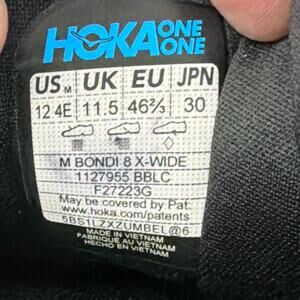 HOKA ONE ONE
US M UK EU JPN
12 4E 11.5 46⅔ 30
M BONDI 8 X-WIDE
1127955 BBLC
F27223G
May be covered by Pat.
www.hoka.com/patents
5BS1LZXZUMBEL@6
MADE IN VIETNAM
FABRIQUÉ AU VIETNAM
HECHO EN VIETNAM